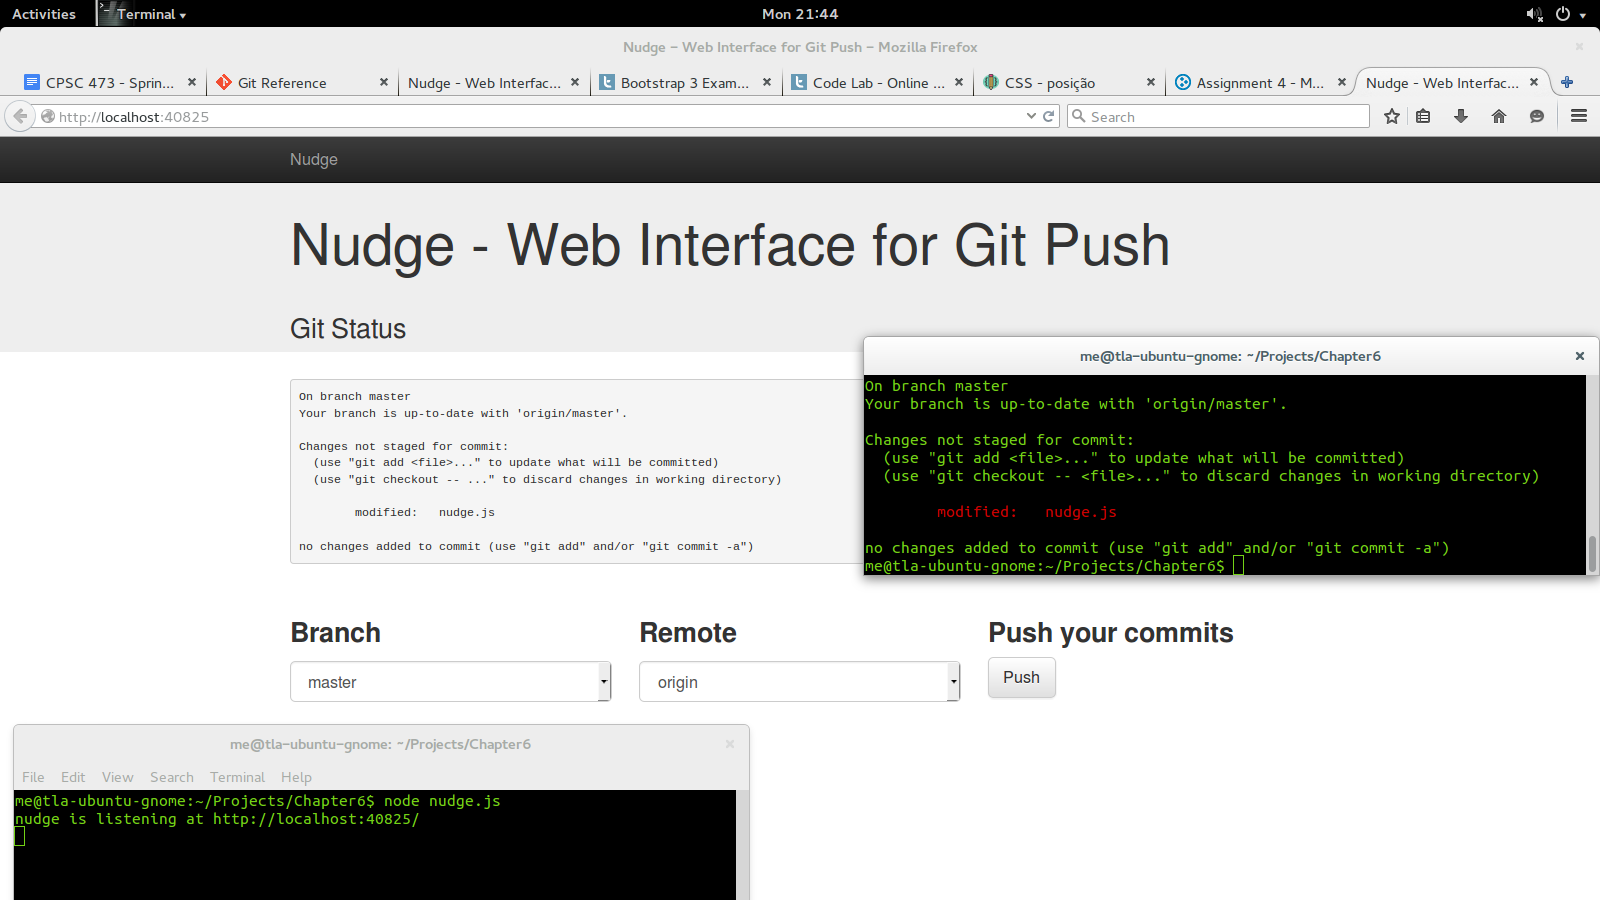 Activities
Terminal
Mon 21:44
Nudge - Web Interface for Git Push - Mozilla Firefox
CPSC 473 - Sprin...
Git Reference
Nudge - Web Interfac...
Bootstrap 3 Exam...
Code Lab - Online ...
CSS - posição
Assignment 4 - M...
Nudge - Web Interfac...
http://localhost:40825
Search
Nudge
Nudge - Web Interface for Git Push
Git Status
On branch master
Your branch is up-to-date with 'origin/master'.
Changes not staged for commit:
(use "git add <file>..." to update what will be committed)
(use "git checkout -- ..." to discard changes in working directory)
modified:   nudge.js
no changes added to commit (use "git add" and/or "git commit -a")
me@tla-ubuntu-gnome: ~/Projects/Chapter6
On branch master
Your branch is up-to-date with 'origin/master'.
Changes not staged for commit:
(use "git add <file>..." to update what will be committed)
(use "git checkout -- <file>..." to discard changes in working directory)
modified:   nudge.js
no changes added to commit (use "git add" and/or "git commit -a")
me@tla-ubuntu-gnome:~/Projects/Chapter6$
Branch
master
Remote
origin
Push your commits
Push
me@tla-ubuntu-gnome: ~/Projects/Chapter6
File Edit View Search Terminal Help
me@tla-ubuntu-gnome:~/Projects/Chapter6$ node nudge.js
nudge is listening at http://localhost:40825/